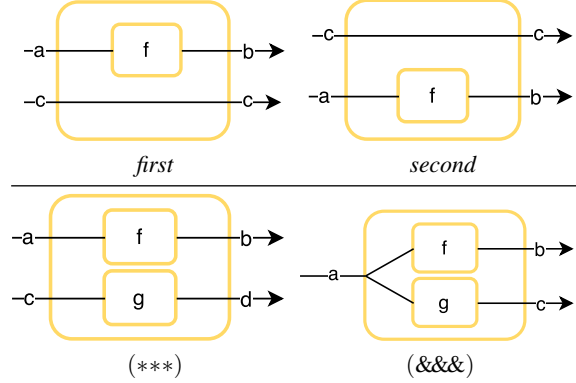 a f b
c c
first
c c
a f b
second
a f b
c g d
(***)
f b
a
g c
(&&&)